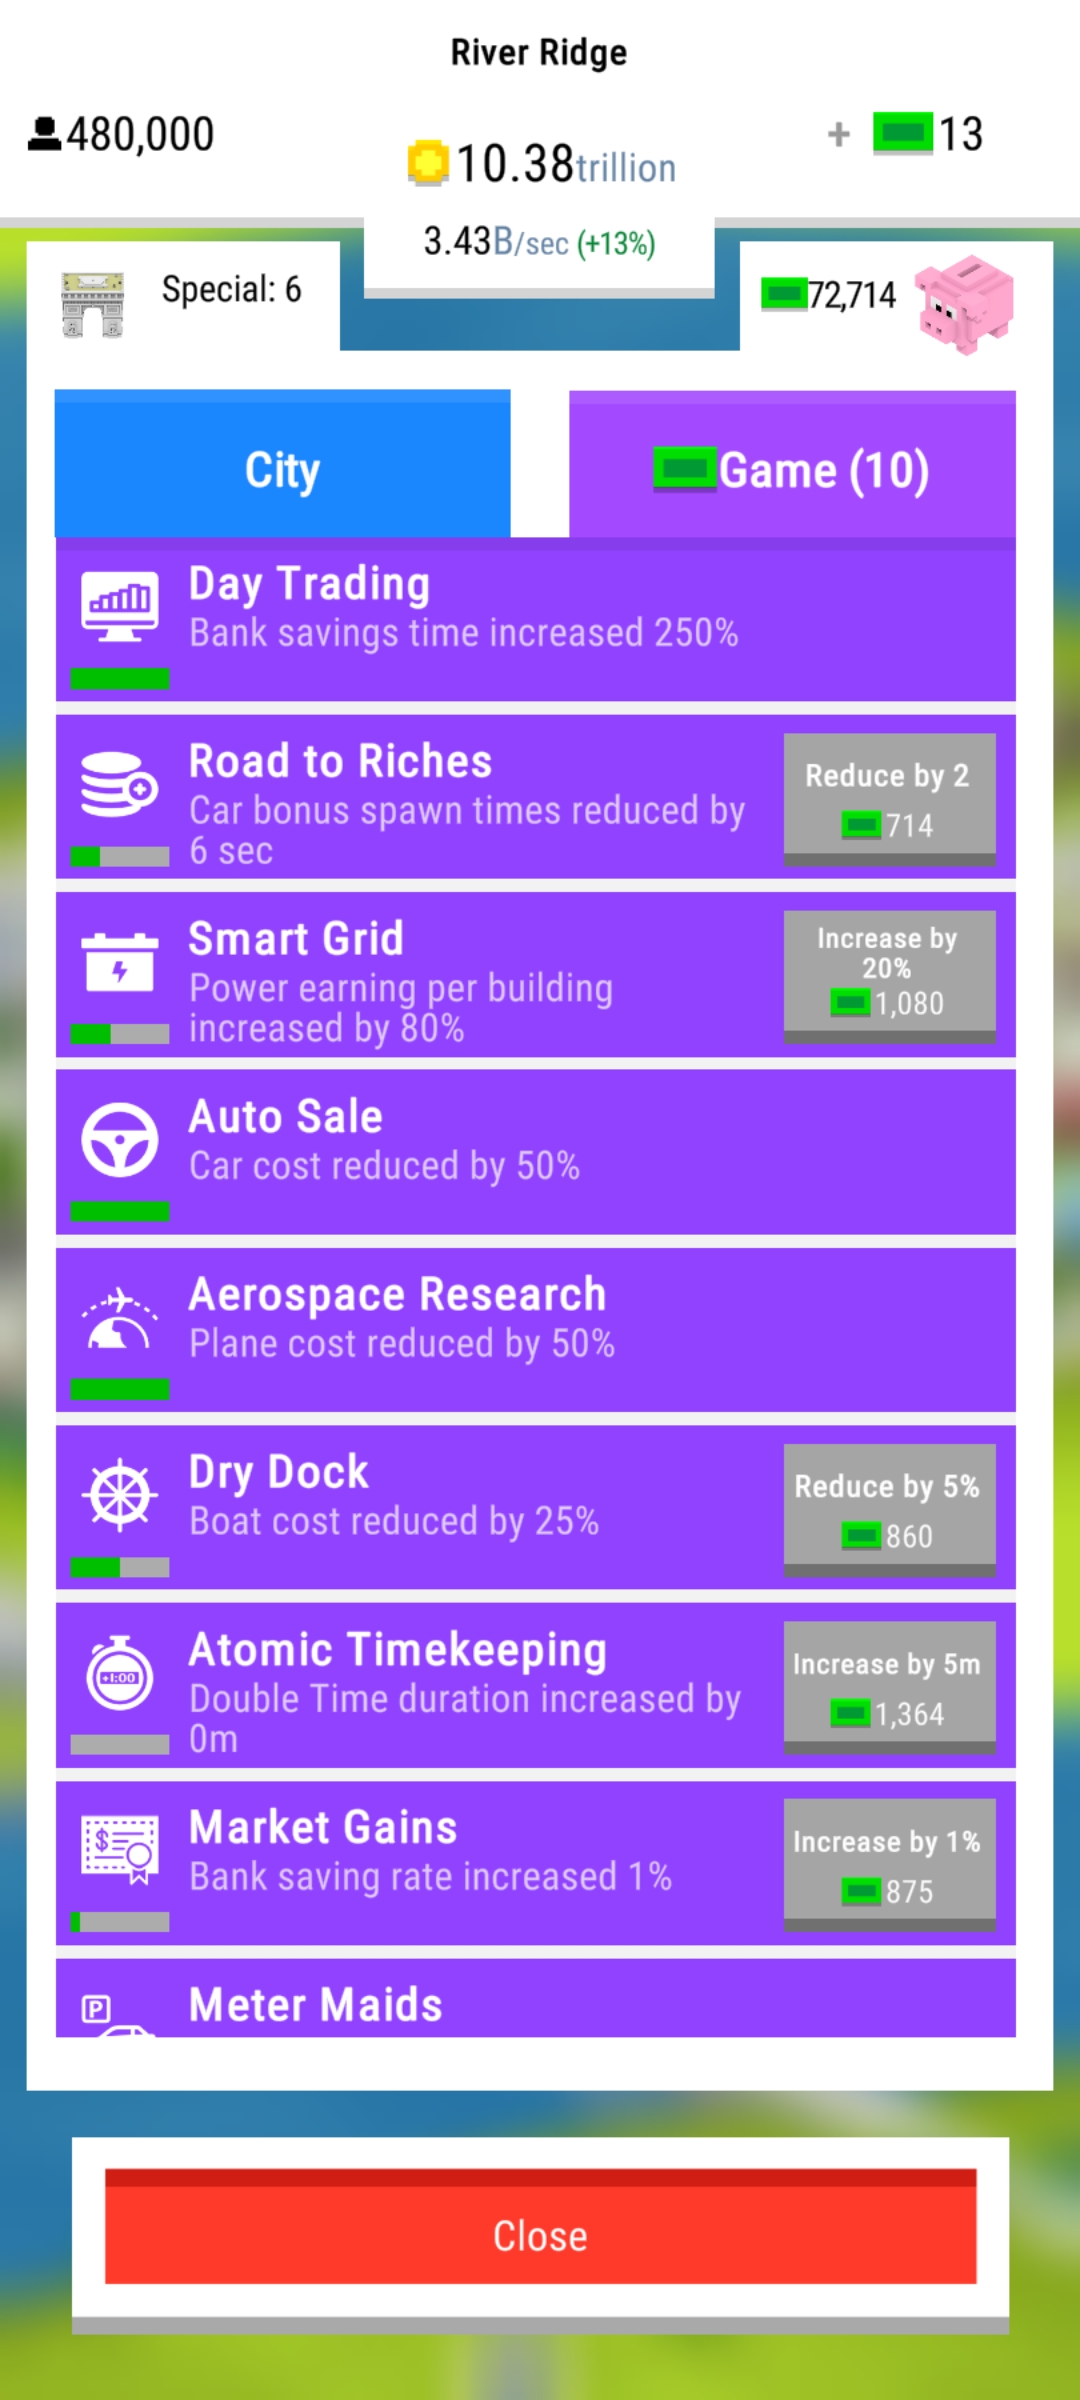 River Ridge
480,000
10.38trillion
+ 13
3.43B/sec (+13%)
Special: 6
72,714
City
Game (10)
Day Trading
Bank savings time increased 250%
Road to Riches
Car bonus spawn times reduced by
6 sec
Reduce by 2
714
Smart Grid
Power earning per building
increased by 80%
Increase by
20%
1,080
Auto Sale
Car cost reduced by 50%
Aerospace Research
Plane cost reduced by 50%
Dry Dock
Boat cost reduced by 25%
Reduce by 5%
860
+1:00
Atomic Timekeeping
Double Time duration increased by
0m
Increase by 5m
1,364
$
Market Gains
Bank saving rate increased 1%
Increase by 1%
875
P
Meter Maids
Close